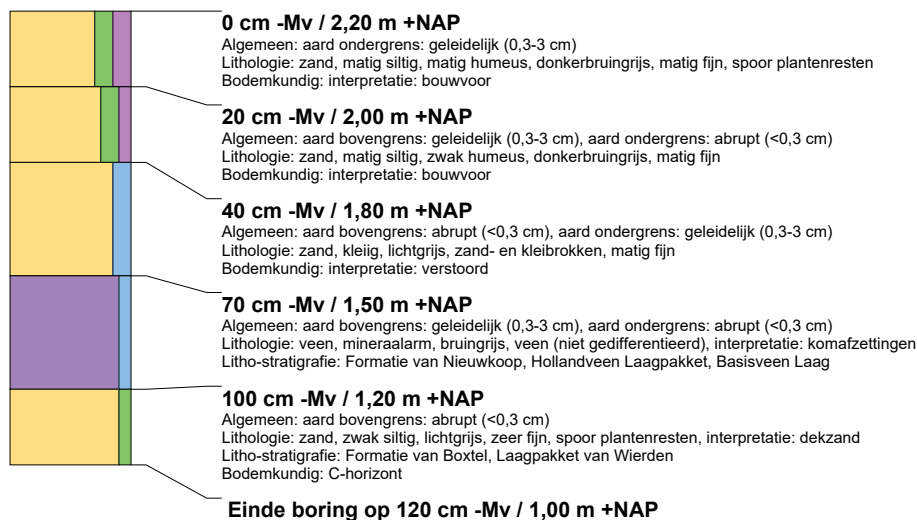 0 cm -Mv / 2,20 m +NAP
Algemeen: aard ondergrens: geleidelijk (0,3-3 cm)
Lithologie: zand, matig siltig, matig humeus, donkerbruingrijs, matig fijn, spoor plantenresten
Bodemkundig: interpretatie: bouwvoor
20 cm -Mv / 2,00 m +NAP
Algemeen: aard bovengrens: geleidelijk (0,3-3 cm), aard ondergrens: abrupt (<0,3 cm)
Lithologie: zand, matig siltig, zwak humeus, donkerbruingrijs, matig fijn
Bodemkundig: interpretatie: bouwvoor
40 cm -Mv / 1,80 m +NAP
Algemeen: aard bovengrens: abrupt (<0,3 cm), aard ondergrens: geleidelijk (0,3-3 cm)
Lithologie: zand, kleiig, lichtgrijs, zand- en kleibrokken, matig fijn
Bodemkundig: interpretatie: verstoord
70 cm -Mv / 1,50 m +NAP
Algemeen: aard bovengrens: geleidelijk (0,3-3 cm), aard ondergrens: abrupt (<0,3 cm)
Lithologie: veen, mineraalarm, bruingrijs, veen (niet gedifferentieerd), interpretatie: komafzettingen
Litho-stratigrafie: Formatie van Nieuwkoop, Hollandveen Laagpakket, Basisveen Laag
100 cm -Mv / 1,20 m +NAP
Algemeen: aard bovengrens: abrupt (<0,3 cm)
Lithologie: zand, zwak siltig, lichtgrijs, zeer fijn, spoor plantenresten, interpretatie: dekzand
Litho-stratigrafie: Formatie van Boxtel, Laagpakket van Wierden
Bodemkundig: C-horizont
Einde boring op 120 cm -Mv / 1,00 m +NAP